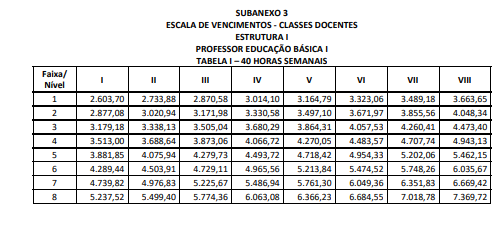 SUBANEXO 3
ESCALA DE VENCIMENTOS - CLASSES DOCENTES
ESTRUTURA I
PROFESSOR EDUCAÇÃO BÁSICA I
TABELA I – 40 HORAS SEMANAIS
Faixa/ Nível I II III IV V VI VII VIII
1 2.603,70 2.733,88 2.870,58 3.014,10 3.164,79 3.323,06 3.489,18 3.663,65
2 2.877,08 3.020,94 3.171,98 3.330,58 3.497,10 3.671,97 3.855,56 4.048,34
3 3.179,18 3.338,13 3.505,04 3.680,29 3.864,31 4.057,53 4.260,41 4.473,40
4 3.513,00 3.688,64 3.873,06 4.066,72 4.270,05 4.483,57 4.707,74 4.943,13
5 3.881,85 4.075,94 4.279,73 4.493,72 4.718,42 4.954,33 5.202,06 5.462,15
6 4.289,44 4.503,91 4.729,11 4.965,56 5.213,84 5.474,52 5.748,26 6.035,67
7 4.739,82 4.976,83 5.225,67 5.486,94 5.761,30 6.049,36 6.351,83 6.669,42
8 5.237,52 5.499,40 5.774,36 6.063,08 6.366,23 6.684,55 7.018,78 7.369,72